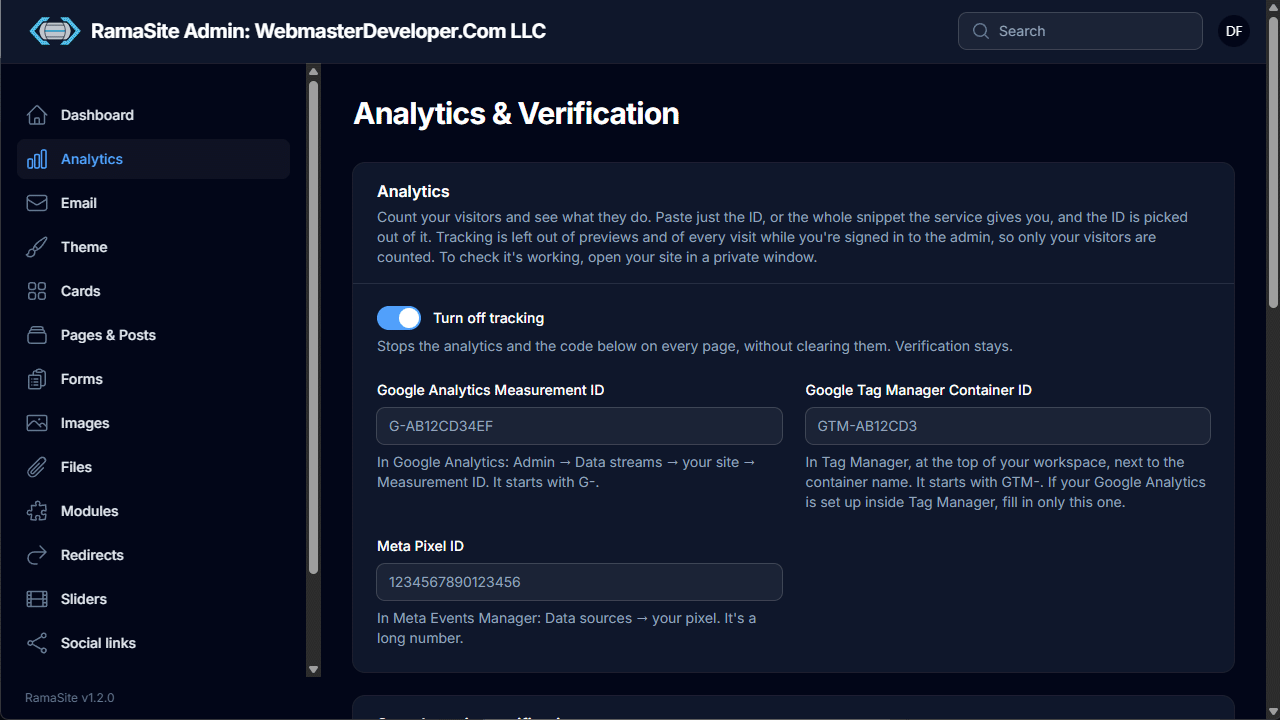 RamaSite Admin: WebmasterDeveloper.Com LLC
Search
DF
Dashboard
Analytics
Email
Theme
Cards
Pages & Posts
Forms
Images
Files
Modules
Redirects
Sliders
Social links
RamaSite v1.2.0
Analytics & Verification
Analytics
Count your visitors and see what they do. Paste just the ID, or the whole snippet the service gives you, and the ID is picked
out of it. Tracking is left out of previews and of every visit while you're signed in to the admin, so only your visitors are
counted. To check it's working, open your site in a private window.
Turn off tracking
Stops the analytics and the code below on every page, without clearing them. Verification stays.
Google Analytics Measurement ID
G-AB12CD34EF
In Google Analytics: Admin → Data streams → your site →
Measurement ID. It starts with G-.
Google Tag Manager Container ID
GTM-AB12CD3
In Tag Manager, at the top of your workspace, next to the
container name. It starts with GTM-. If your Google Analytics
is set up inside Tag Manager, fill in only this one.
Meta Pixel ID
1234567890123456
In Meta Events Manager: Data sources → your pixel. It's a
long number.